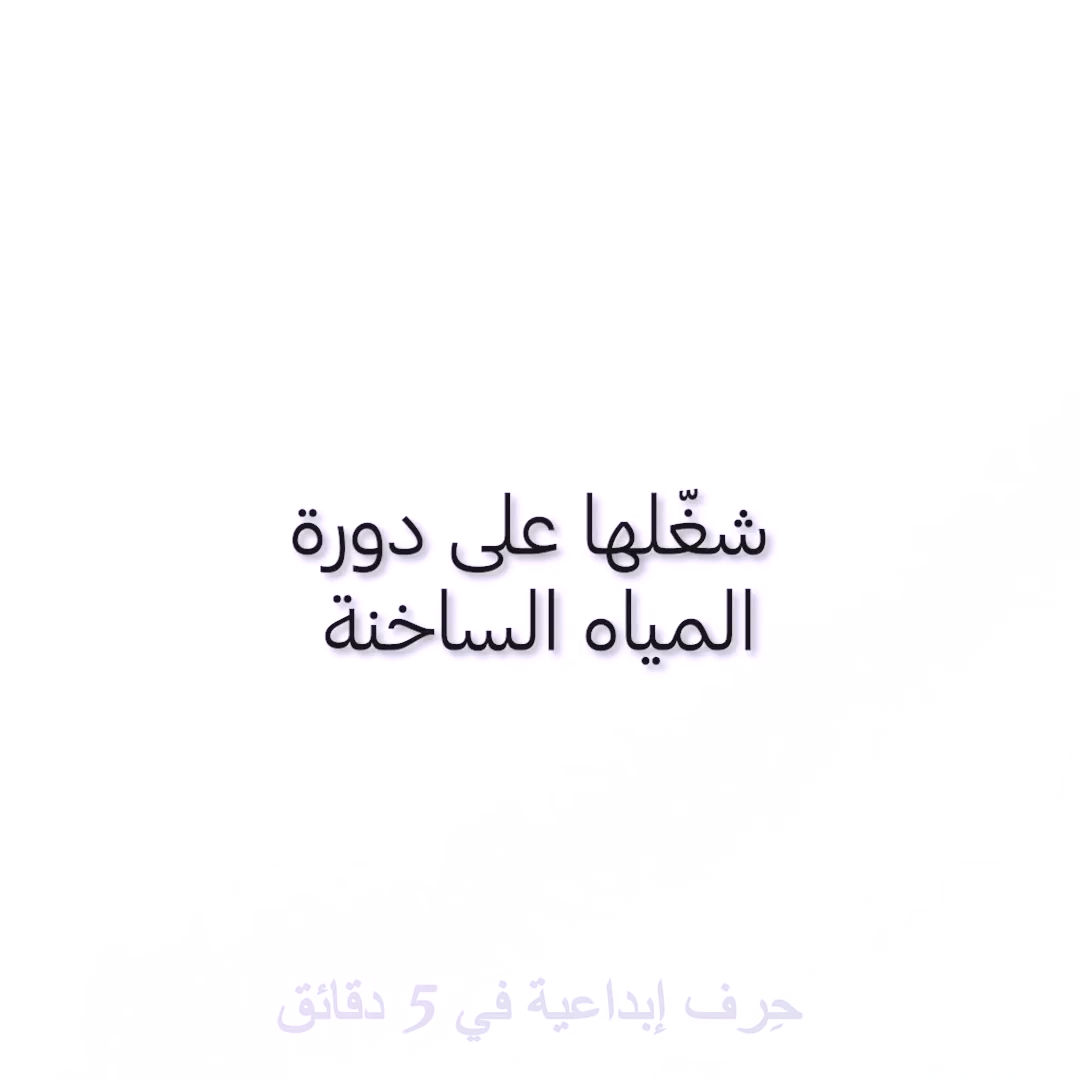 شغّلها على دورة
المياه الساخنة
حِرف إبداعية في 5 دقائق